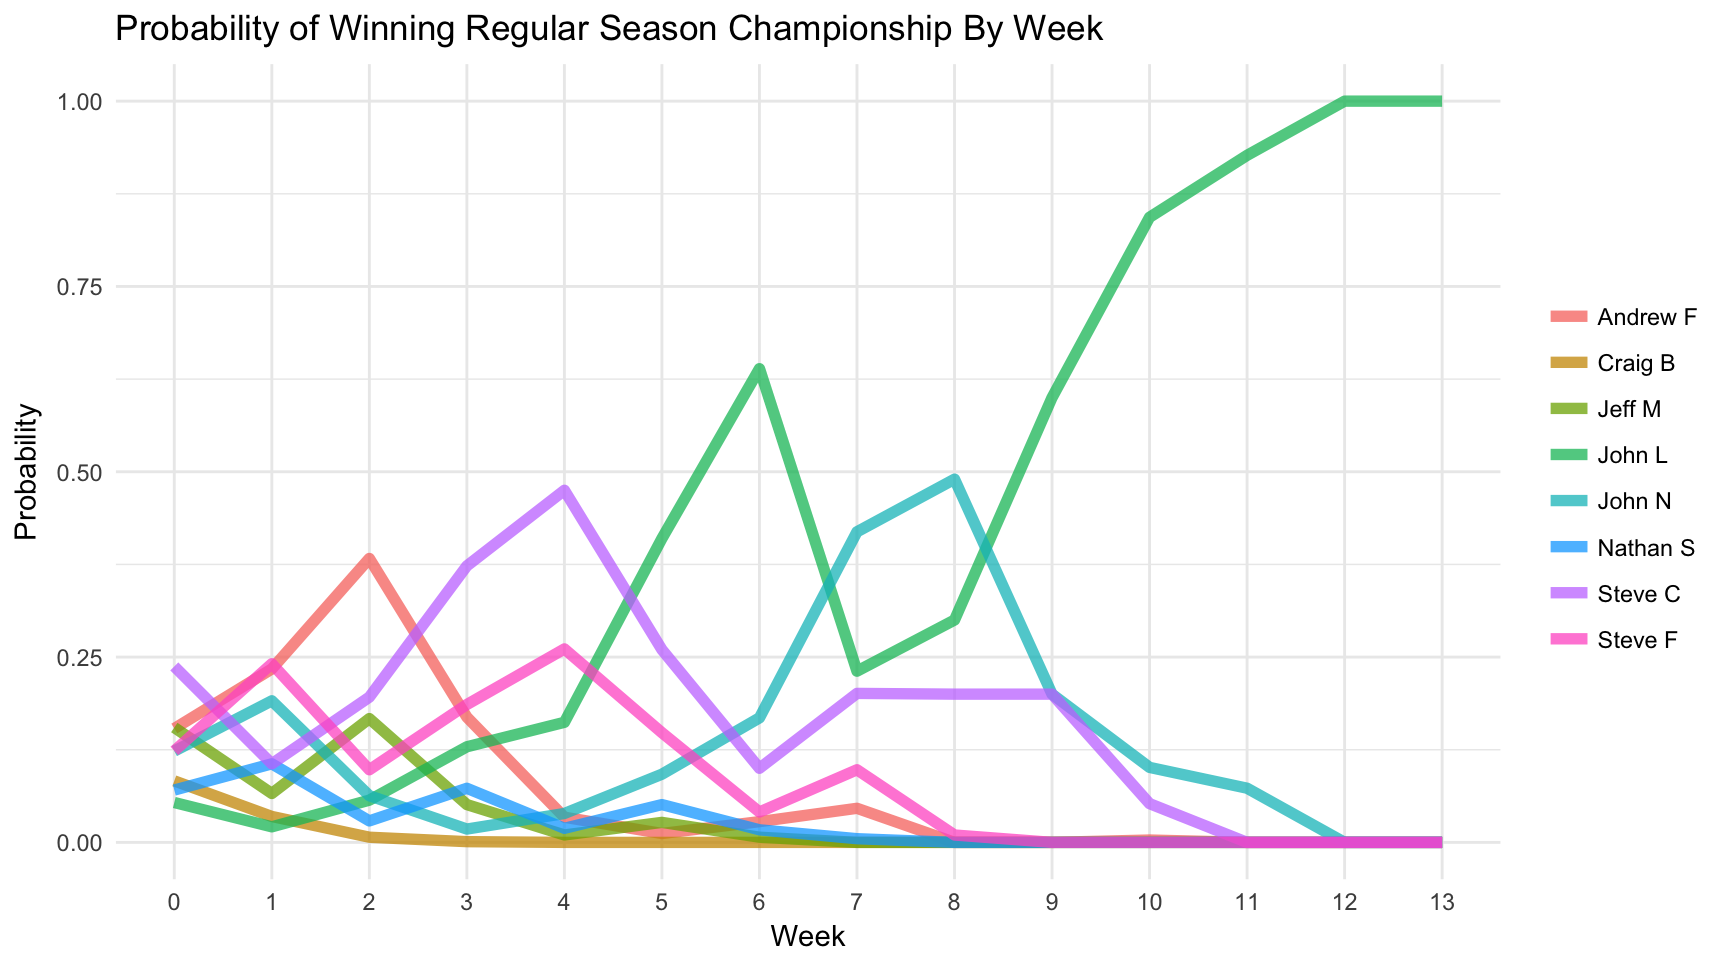 Probability of Winning Regular Season Championship By Week
Probability
1.00
0.75
0.50
0.25
0.00
0 1 2 3 4 5 6 7 8 9 10 11 12 13
Week
Andrew F
Craig B
Jeff M
John L
John N
Nathan S
Steve C
Steve F